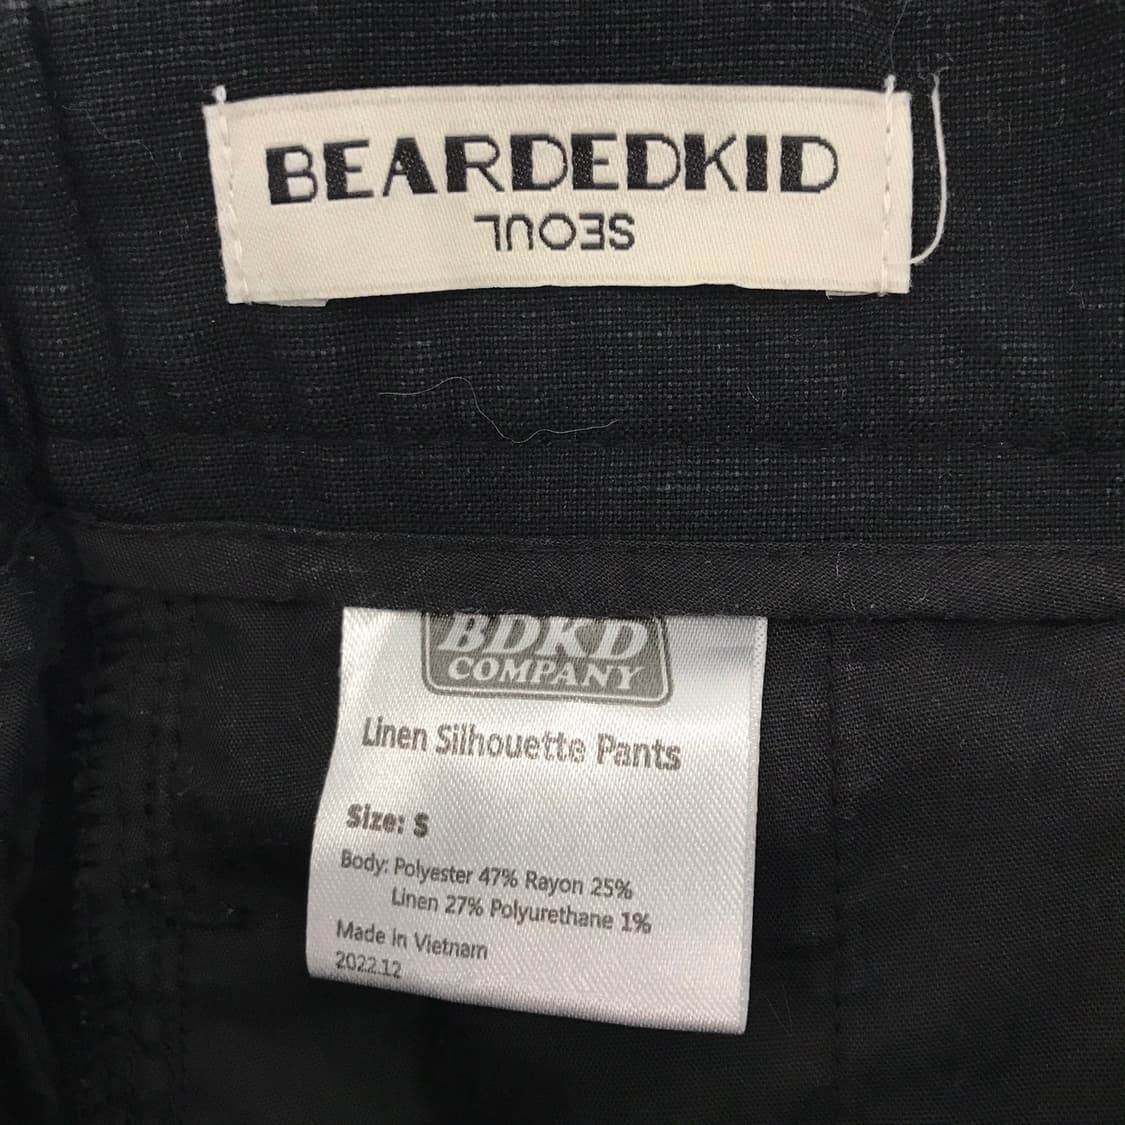 BEARDEDKID
SEOUL
BDKD
COMPANY
Linen Silhouette Pants
Size: S
Body: Polyester 47% Rayon 25%
Linen 27% Polyurethane 1%
Made in Vietnam
2022.12